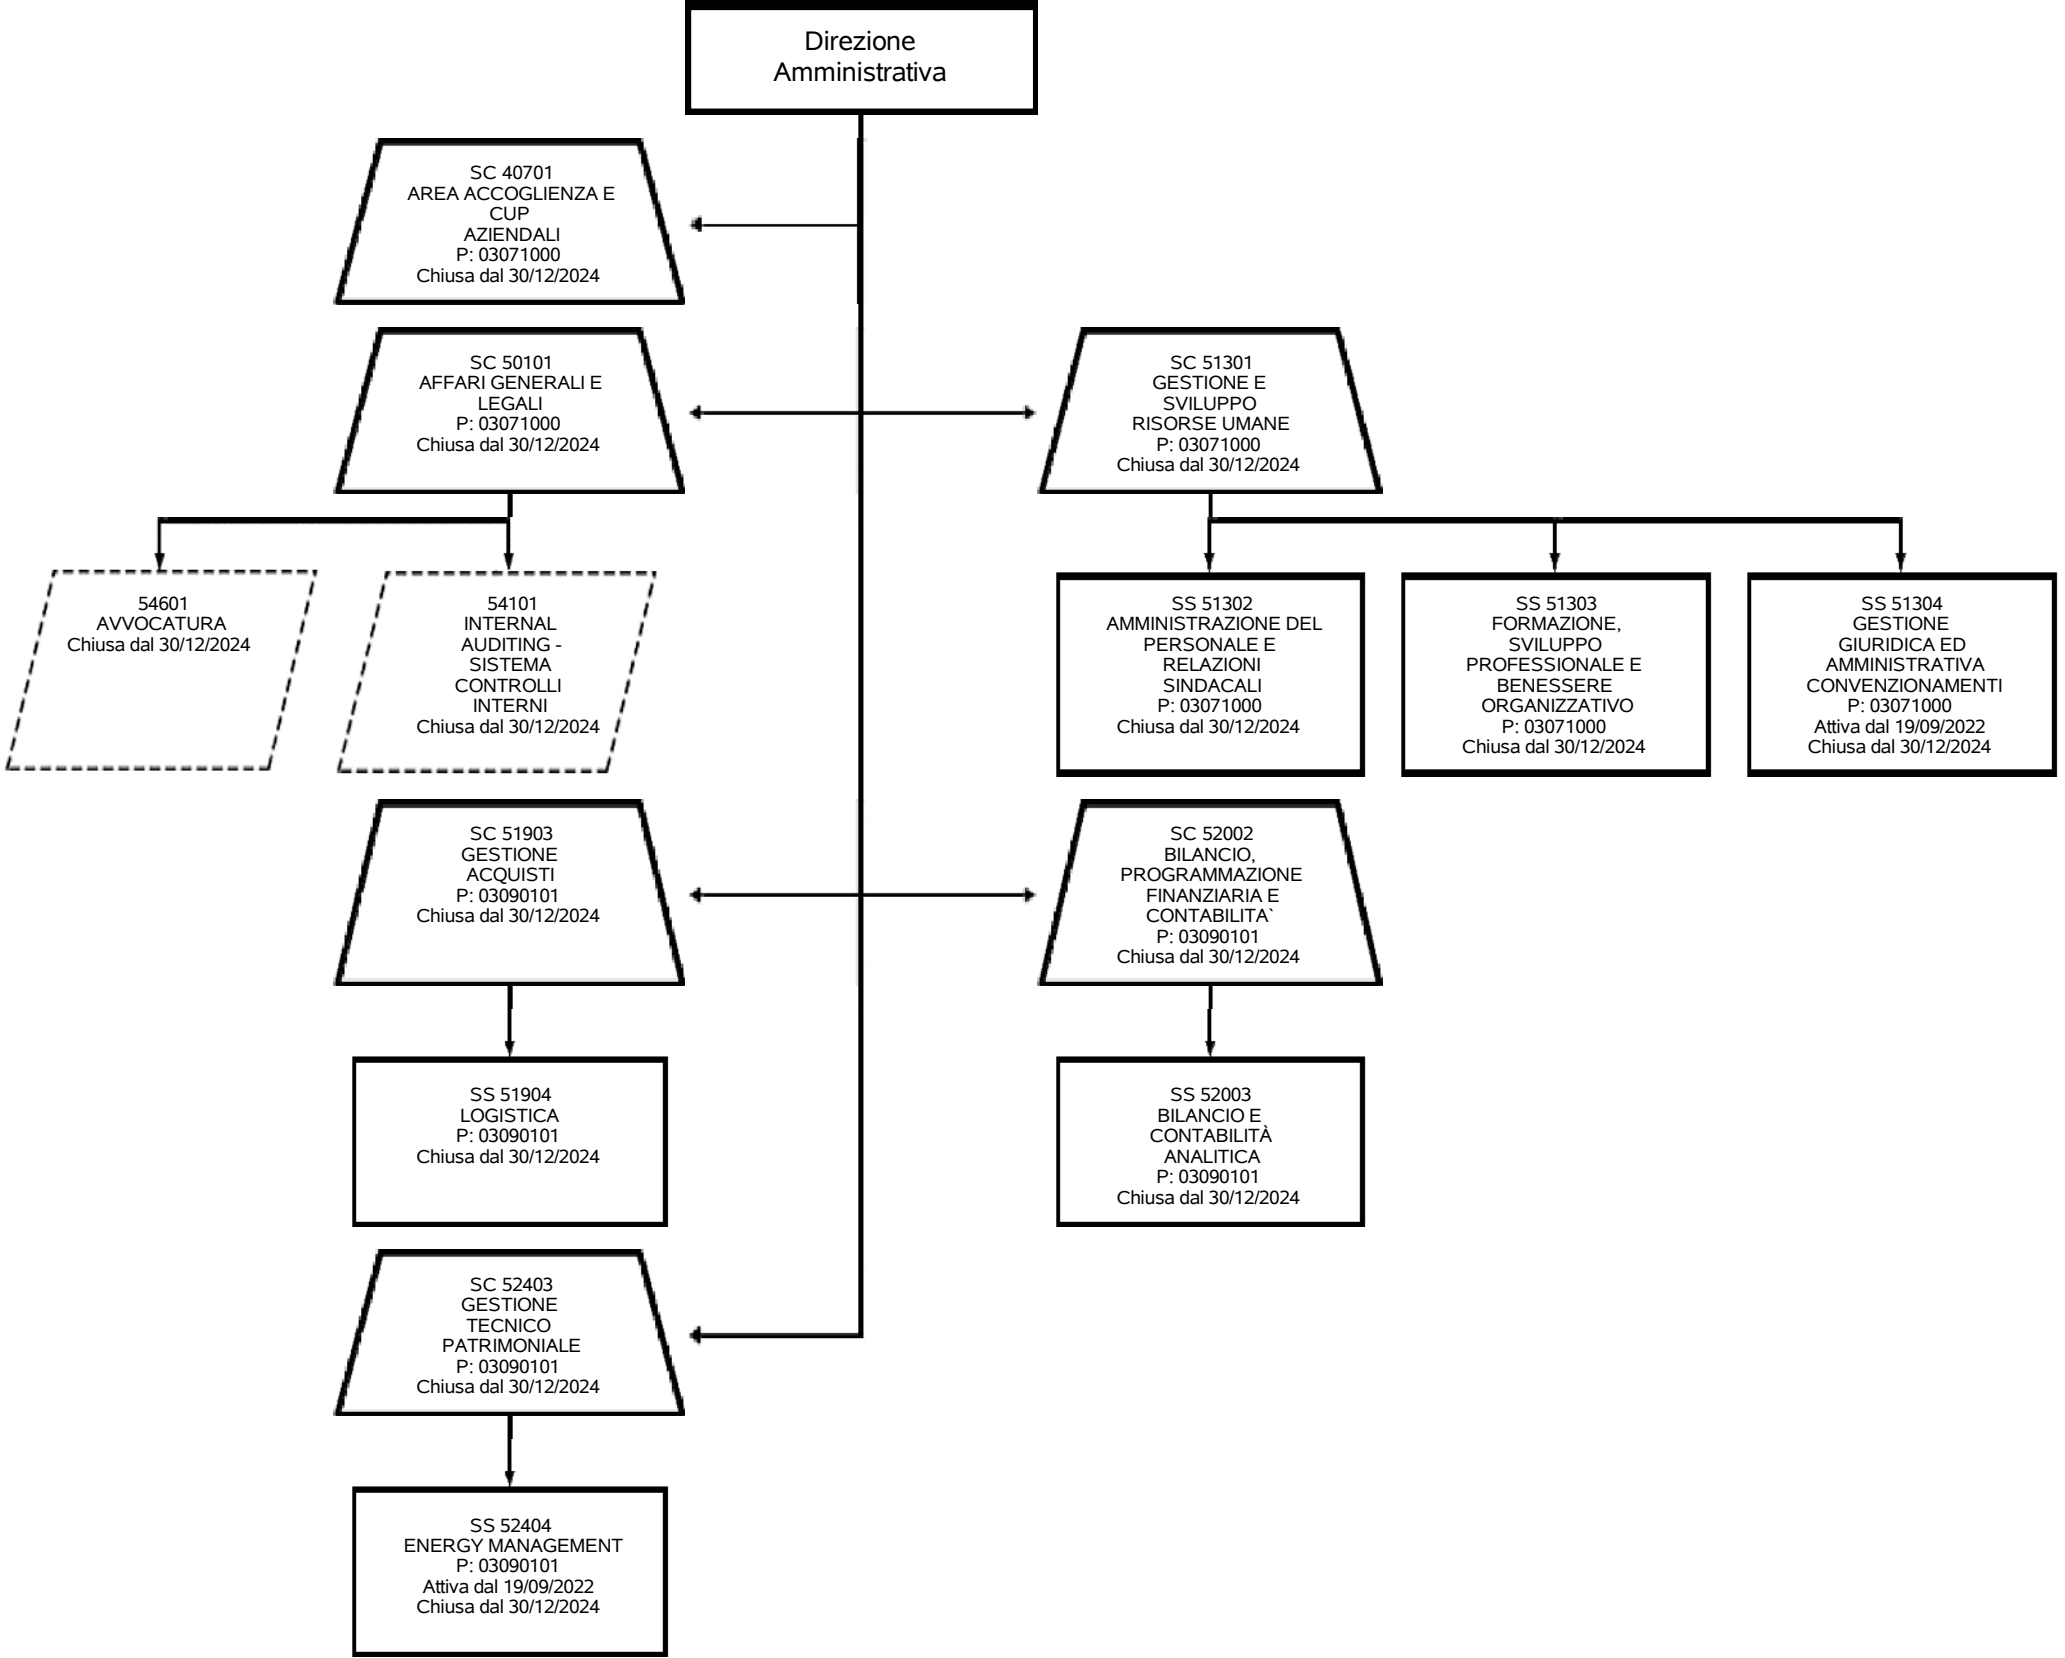 Direzione
Amministrativa
SC 40701
AREA ACCOGLIENZA E
CUP
AZIENDALI
P: 03071000
Chiusa dal 30/12/2024
SC 50101
AFFARI GENERALI E
LEGALI
P: 03071000
Chiusa dal 30/12/2024
SC 51301
GESTIONE E
SVILUPPO
RISORSE UMANE
P: 03071000
Chiusa dal 30/12/2024
54601
AVVOCATURA
Chiusa dal 30/12/2024
54101
INTERNAL
AUDITING -
SISTEMA
CONTROLLI
INTERNI
Chiusa dal 30/12/2024
SS 51302
AMMINISTRAZIONE DEL
PERSONALE E
RELAZIONI
SINDACALI
P: 03071000
Chiusa dal 30/12/2024
SS 51303
FORMAZIONE,
SVILUPPO
PROFESSIONALE E
BENESSERE
ORGANIZZATIVO
P: 03071000
Chiusa dal 30/12/2024
SS 51304
GESTIONE
GIURIDICA ED
AMMINISTRATIVA
CONVENZIONAMENTI
P: 03071000
Attiva dal 19/09/2022
Chiusa dal 30/12/2024
SC 51903
GESTIONE
ACQUISTI
P: 03090101
Chiusa dal 30/12/2024
SC 52002
BILANCIO,
PROGRAMMAZIONE
FINANZIARIA E
CONTABILITA`
P: 03090101
Chiusa dal 30/12/2024
SS 51904
LOGISTICA
P: 03090101
Chiusa dal 30/12/2024
SS 52003
BILANCIO E
CONTABILITÀ
ANALITICA
P: 03090101
Chiusa dal 30/12/2024
SC 52403
GESTIONE
TECNICO
PATRIMONIALE
P: 03090101
Chiusa dal 30/12/2024
SS 52404
ENERGY MANAGEMENT
P: 03090101
Attiva dal 19/09/2022
Chiusa dal 30/12/2024